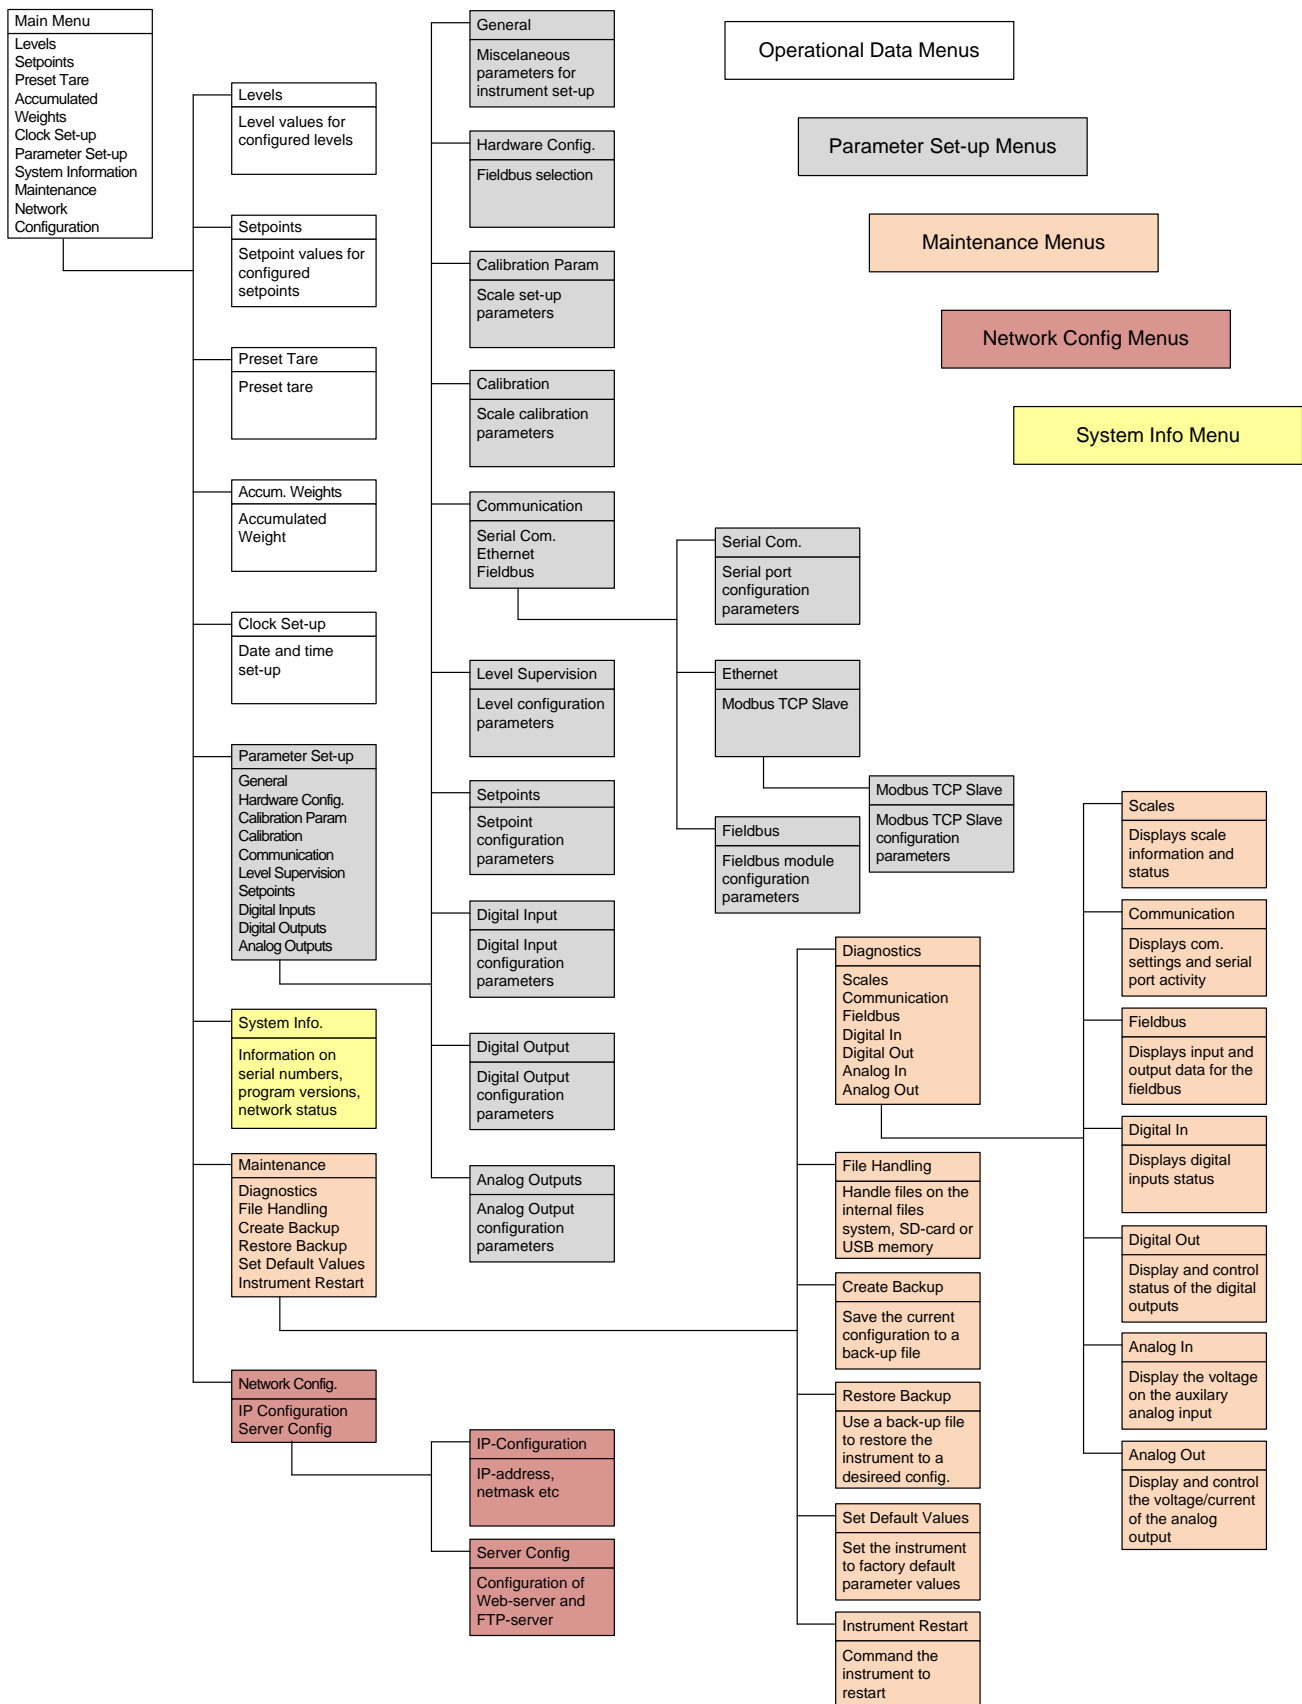 Main Menu
Levels
Setpoints
Preset Tare
Accumulated
Weights
Clock Set-up
Parameter Set-up
System Information
Maintenance
Network
Configuration
Levels
Level values for
configured levels
Setpoints
Setpoint values for
configured
setpoints
Preset Tare
Preset tare
Accum. Weights
Accumulated
Weight
Clock Set-up
Date and time
set-up
Parameter Set-up
General
Hardware Config.
Calibration Param
Calibration
Communication
Level Supervision
Setpoints
Digital Inputs
Digital Outputs
Analog Outputs
System Info.
Information on
serial numbers,
program versions,
network status
Maintenance
Diagnostics
File Handling
Create Backup
Restore Backup
Set Default Values
Instrument Restart
Network Config.
IP Configuration
Server Config
General
Miscelaneous
parameters for
instrument set-up
Hardware Config.
Fieldbus selection
Calibration Param
Scale set-up
parameters
Calibration
Scale calibration
parameters
Communication
Serial Com.
Ethernet
Fieldbus
Level Supervision
Level configuration
parameters
Setpoints
Setpoint
configuration
parameters
Digital Input
Digital Input
configuration
parameters
Digital Output
Digital Output
configuration
parameters
Analog Outputs
Analog Output
configuration
parameters
IP-Configuration
IP-address,
netmask etc
Server Config
Configuration of
Web-server and
FTP-server
Operational Data Menus
Parameter Set-up Menus
Maintenance Menus
Network Config Menus
System Info Menu
Serial Com.
Serial port
configuration
parameters
Ethernet
Modbus TCP Slave
Modbus TCP Slave
Modbus TCP Slave
configuration
parameters
Fieldbus
Fieldbus module
configuration
parameters
Diagnostics
Scales
Communication
Fieldbus
Digital In
Digital Out
Analog In
Analog Out
File Handling
Handle files on the
internal files
system, SD-card or
USB memory
Create Backup
Save the current
configuration to a
back-up file
Restore Backup
Use a back-up file
to restore the
instrument to a
desireed config.
Set Default Values
Set the instrument
to factory default
parameter values
Instrument Restart
Command the
instrument to
restart
Scales
Displays scale
information and
status
Communication
Displays com.
settings and serial
port activity
Fieldbus
Displays input and
output data for the
fieldbus
Digital In
Displays digital
inputs status
Digital Out
Display and control
status of the digital
outputs
Analog In
Display the voltage
on the auxilary
analog input
Analog Out
Display and control
the voltage/current
of the analog
output